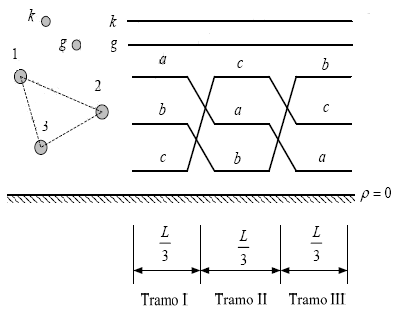 k
g
1
2
3
k
g
a c b
b a c
c b a
ρ = 0
L/3 L/3 L/3
Tramo I Tramo II Tramo III